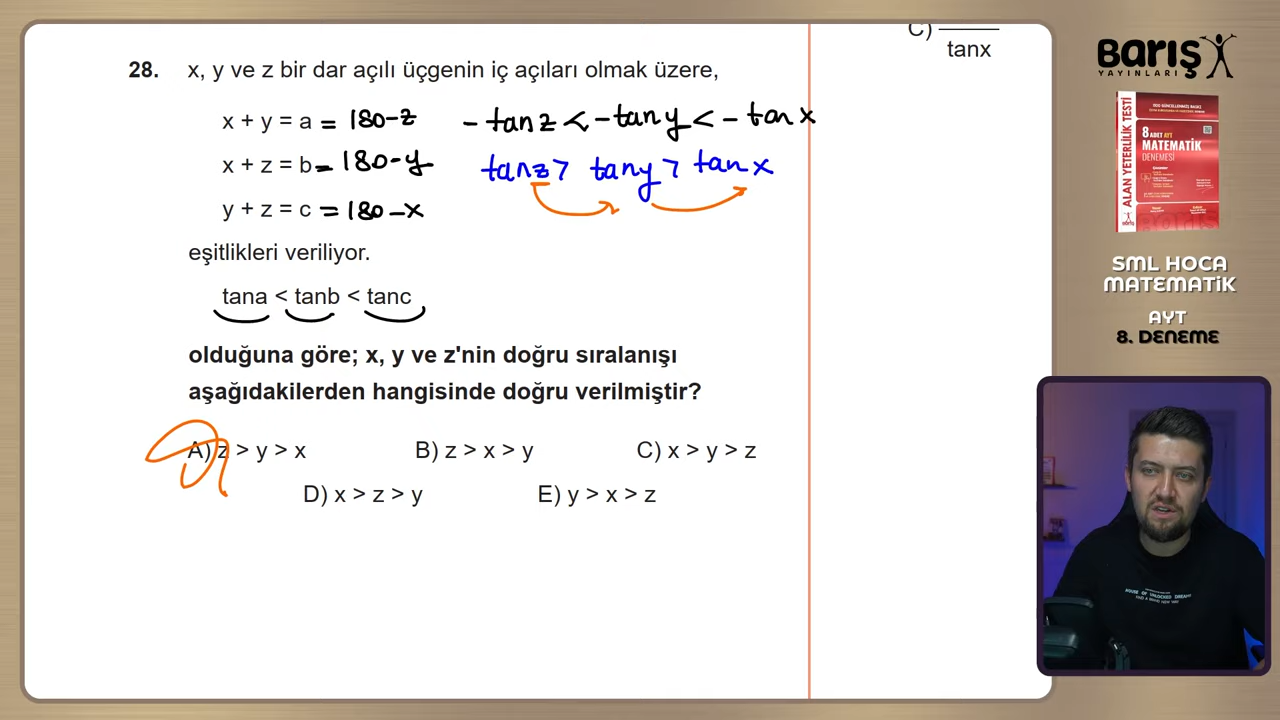 C)
tanx
28. x, y ve z bir dar açılı üçgenin iç açıları olmak üzere,
x + y = a = 180-z
x + z = b = 180-y
y + z = c = 180-x
-tanz < -tany < -tanx
tanz > tany > tanx
eşitlikleri veriliyor.
tana < tanb < tanc
olduğuna göre; x, y ve z'nin doğru sıralanışı
aşağıdakilerden hangisinde doğru verilmiştir?
A) z > y > x B) z > x > y C) x > y > z
D) x > z > y E) y > x > z
Barış
YAYINLARI
ALAN YETERLİLİK TESTİ
8 ADET AYT
MATEMATİK
DENEMESİ
SML HOCA
MATEMATİK
AYT
8. DENEME